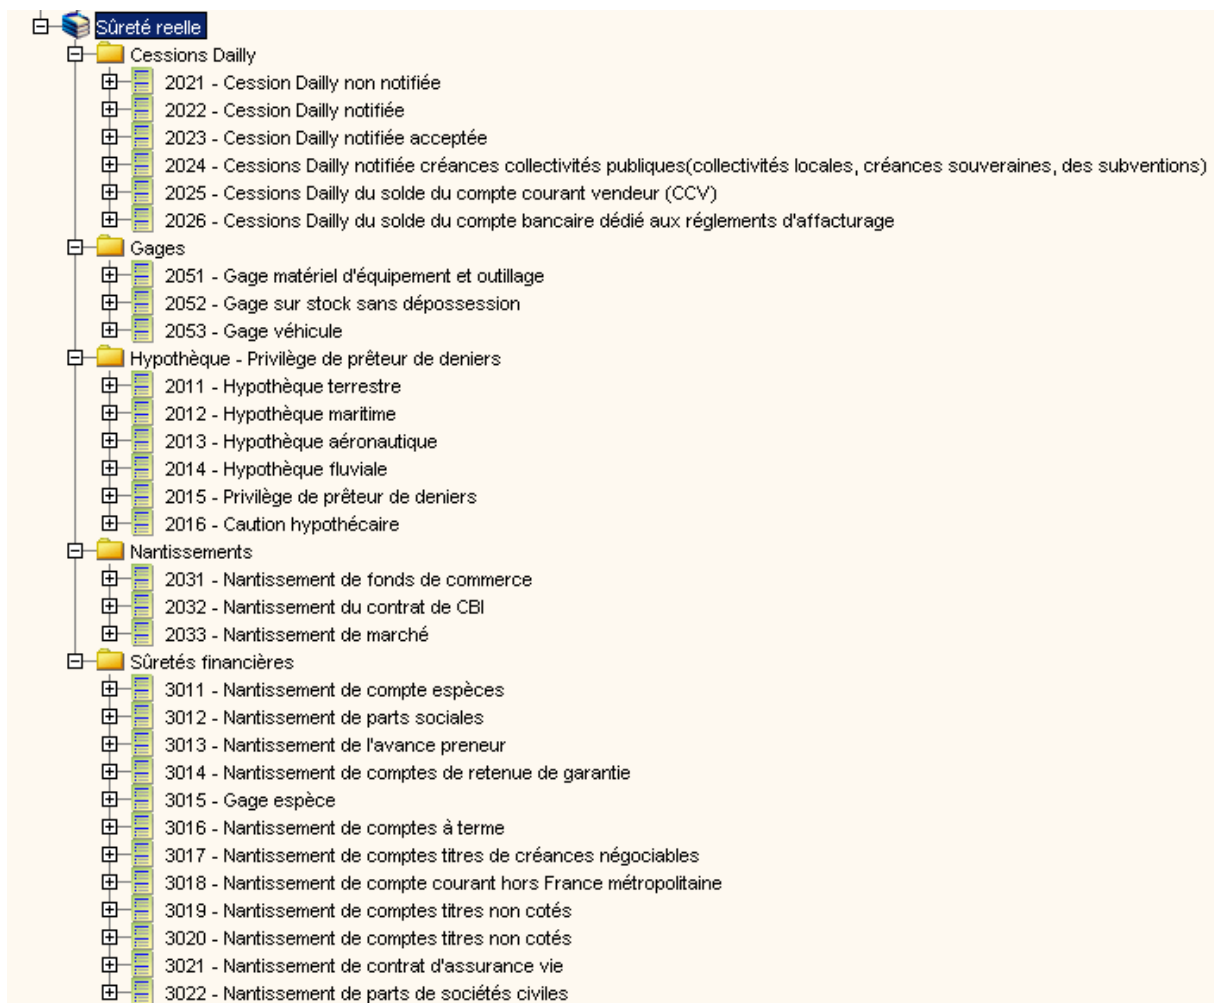 Sûreté reelle
Cessions Dailly
2021 - Cession Dailly non notifiée
2022 - Cession Dailly notifiée
2023 - Cession Dailly notifiée acceptée
2024 - Cessions Dailly notifiée créances collectivités publiques(collectivités locales, créances souveraines, des subventions)
2025 - Cessions Dailly du solde du compte courant vendeur (CCV)
2026 - Cessions Dailly du solde du compte bancaire dédié aux réglements d'affacturage
Gages
2051 - Gage matériel d'équipement et outillage
2052 - Gage sur stock sans dépossession
2053 - Gage véhicule
Hypothèque - Privilège de prêteur de deniers
2011 - Hypothèque terrestre
2012 - Hypothèque maritime
2013 - Hypothèque aéronautique
2014 - Hypothèque fluviale
2015 - Privilège de prêteur de deniers
2016 - Caution hypothécaire
Nantissements
2031 - Nantissement de fonds de commerce
2032 - Nantissement du contrat de CBI
2033 - Nantissement de marché
Sûretés financières
3011 - Nantissement de compte espèces
3012 - Nantissement de parts sociales
3013 - Nantissement de l'avance preneur
3014 - Nantissement de comptes de retenue de garantie
3015 - Gage espèce
3016 - Nantissement de comptes à terme
3017 - Nantissement de comptes titres de créances négociables
3018 - Nantissement de compte courant hors France métropolitaine
3019 - Nantissement de comptes titres non cotés
3020 - Nantissement de comptes titres non cotés
3021 - Nantissement de contrat d'assurance vie
3022 - Nantissement de parts de sociétés civiles